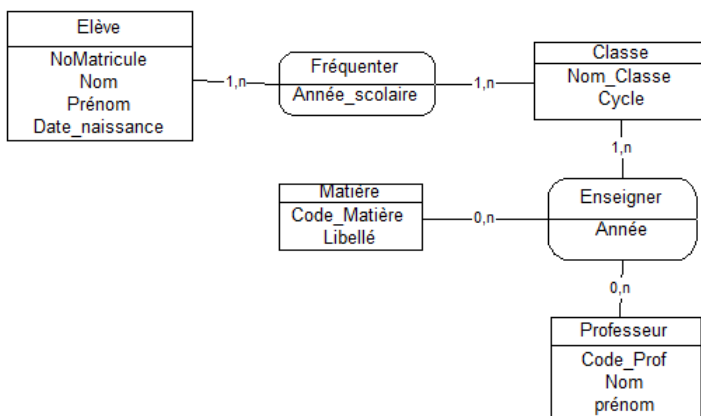 Elève
NoMatricule
Nom
Prénom
Date_naissance
1,n
Fréquenter
Année_scolaire
1,n
Classe
Nom_Classe
Cycle
1,n
Matière
Code_Matière
Libellé
0,n
Enseigner
Année
0,n
Professeur
Code_Prof
Nom
prénom